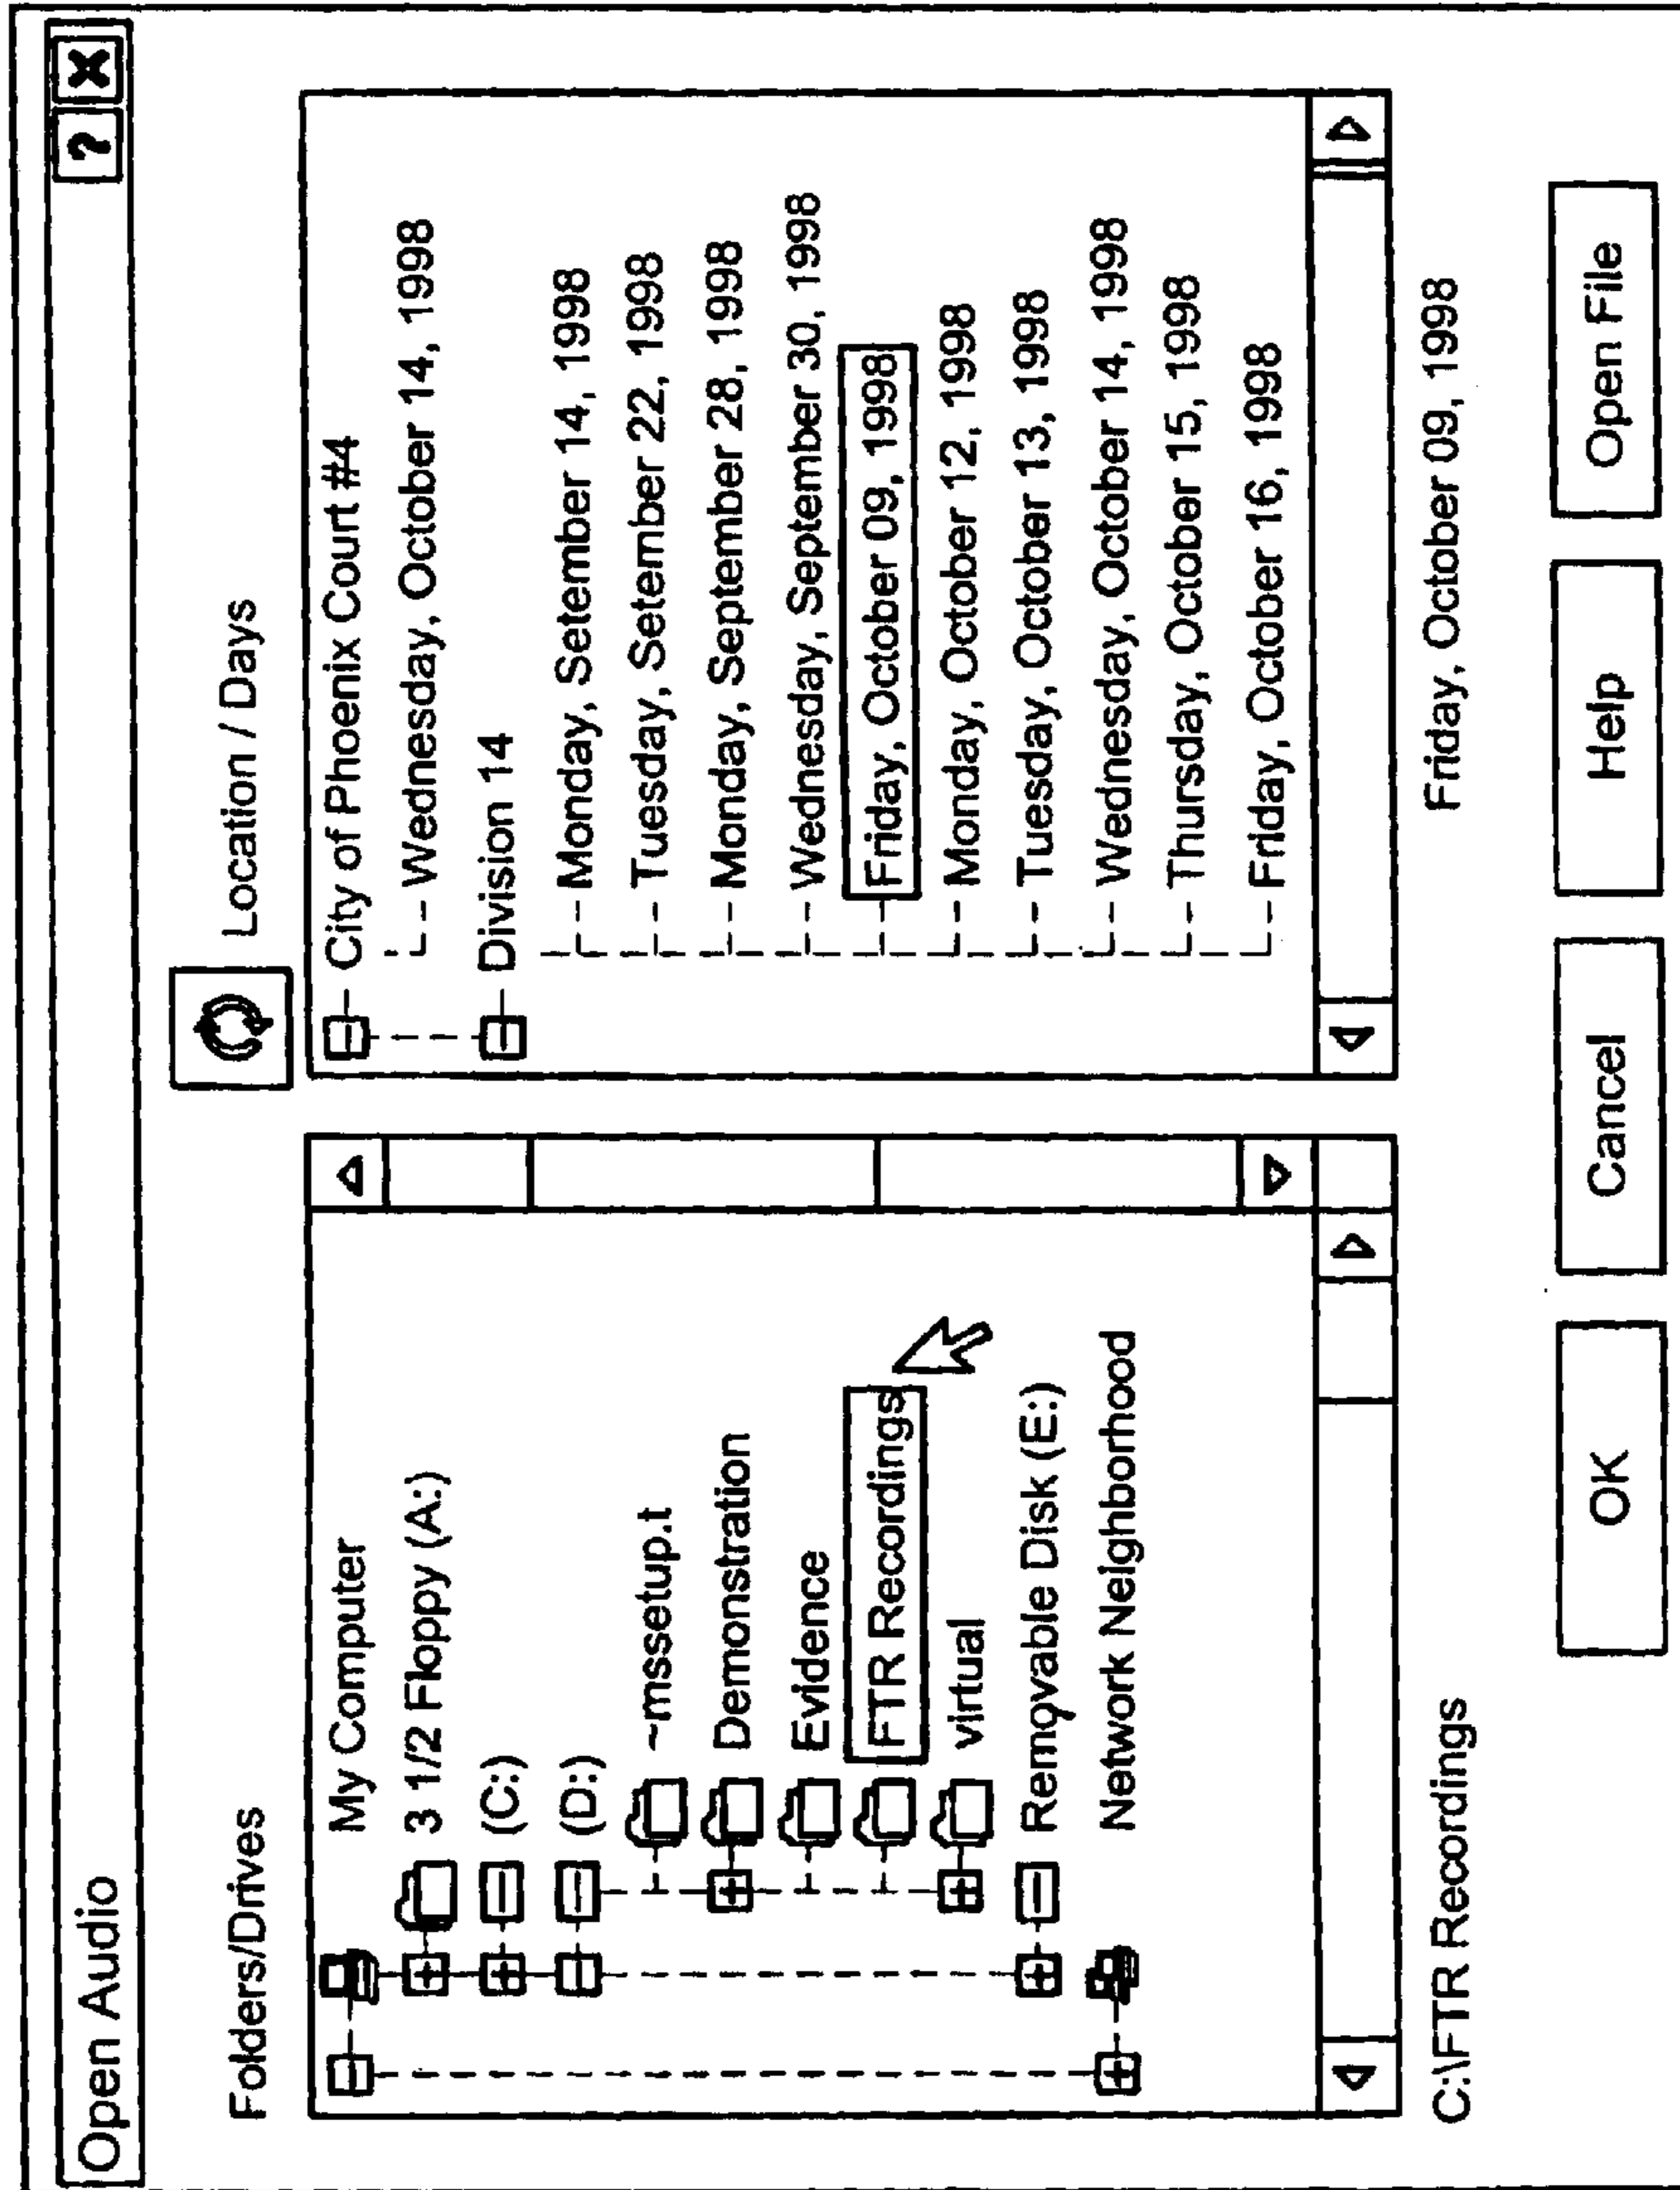 Open Audio
? X
Folders/Drives
My Computer
3 1/2 Floppy (A:)
(C:)
(D:)
~mssetup.t
Demonstration
Evidence
FTR Recordings
virtual
Removable Disk (E:)
Network Neighborhood
C:\FTR Recordings
Location / Days
City of Phoenix Court #4
Wednesday, October 14, 1998
Division 14
Monday, Setember 14, 1998
Tuesday, Setember 22, 1998
Monday, September 28, 1998
Wednesday, September 30, 1998
Friday, October 09, 1998
Monday, October 12, 1998
Tuesday, October 13, 1998
Wednesday, October 14, 1998
Thursday, October 15, 1998
Friday, October 16, 1998
Friday, October 09, 1998
OK
Cancel
Help
Open File